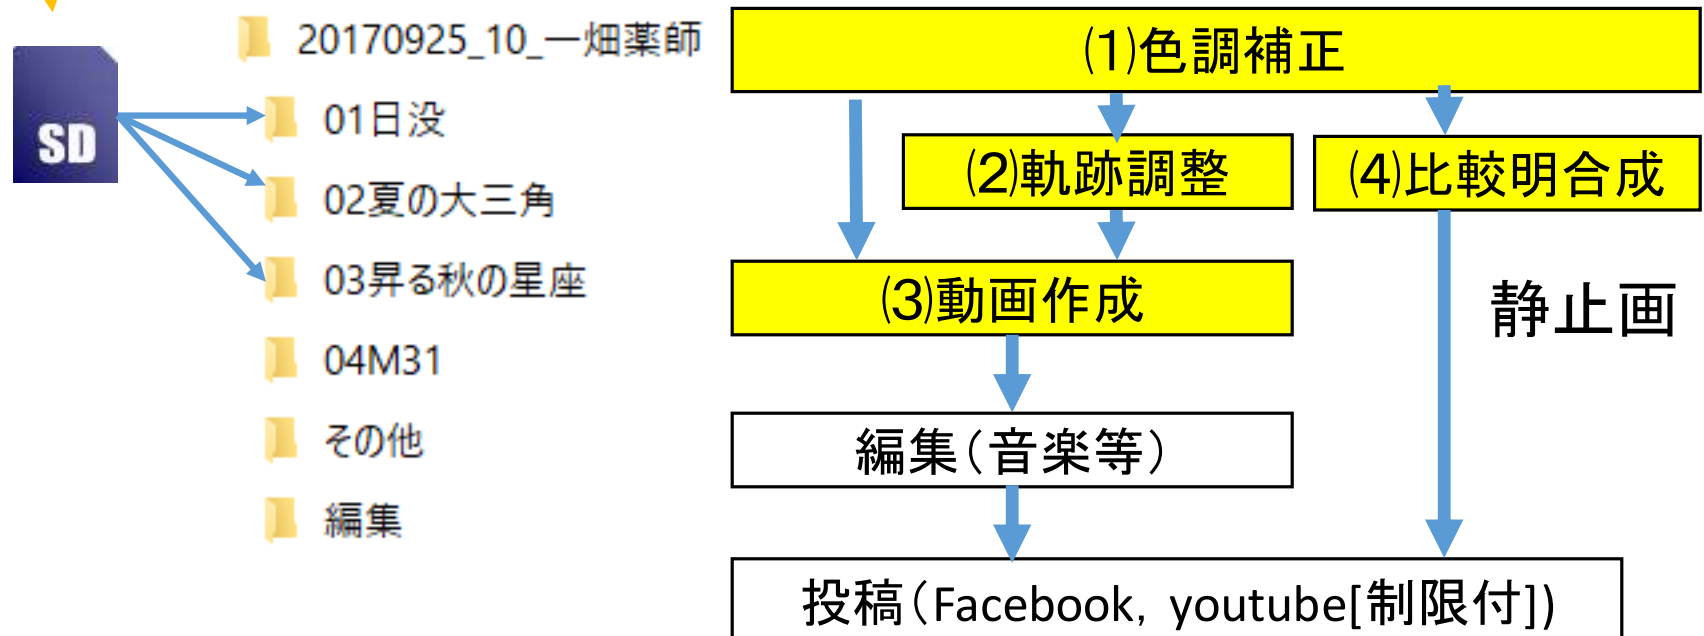 SD
20170925_10_一畑薬師
01日没
02夏の大三角
03昇る秋の星座
04M31
その他
編集
(1)色調補正
(2)軌跡調整
(4)比較明合成
(3)動画作成
静止画
編集（音楽等）
投稿（Facebook, youtube[制限付])